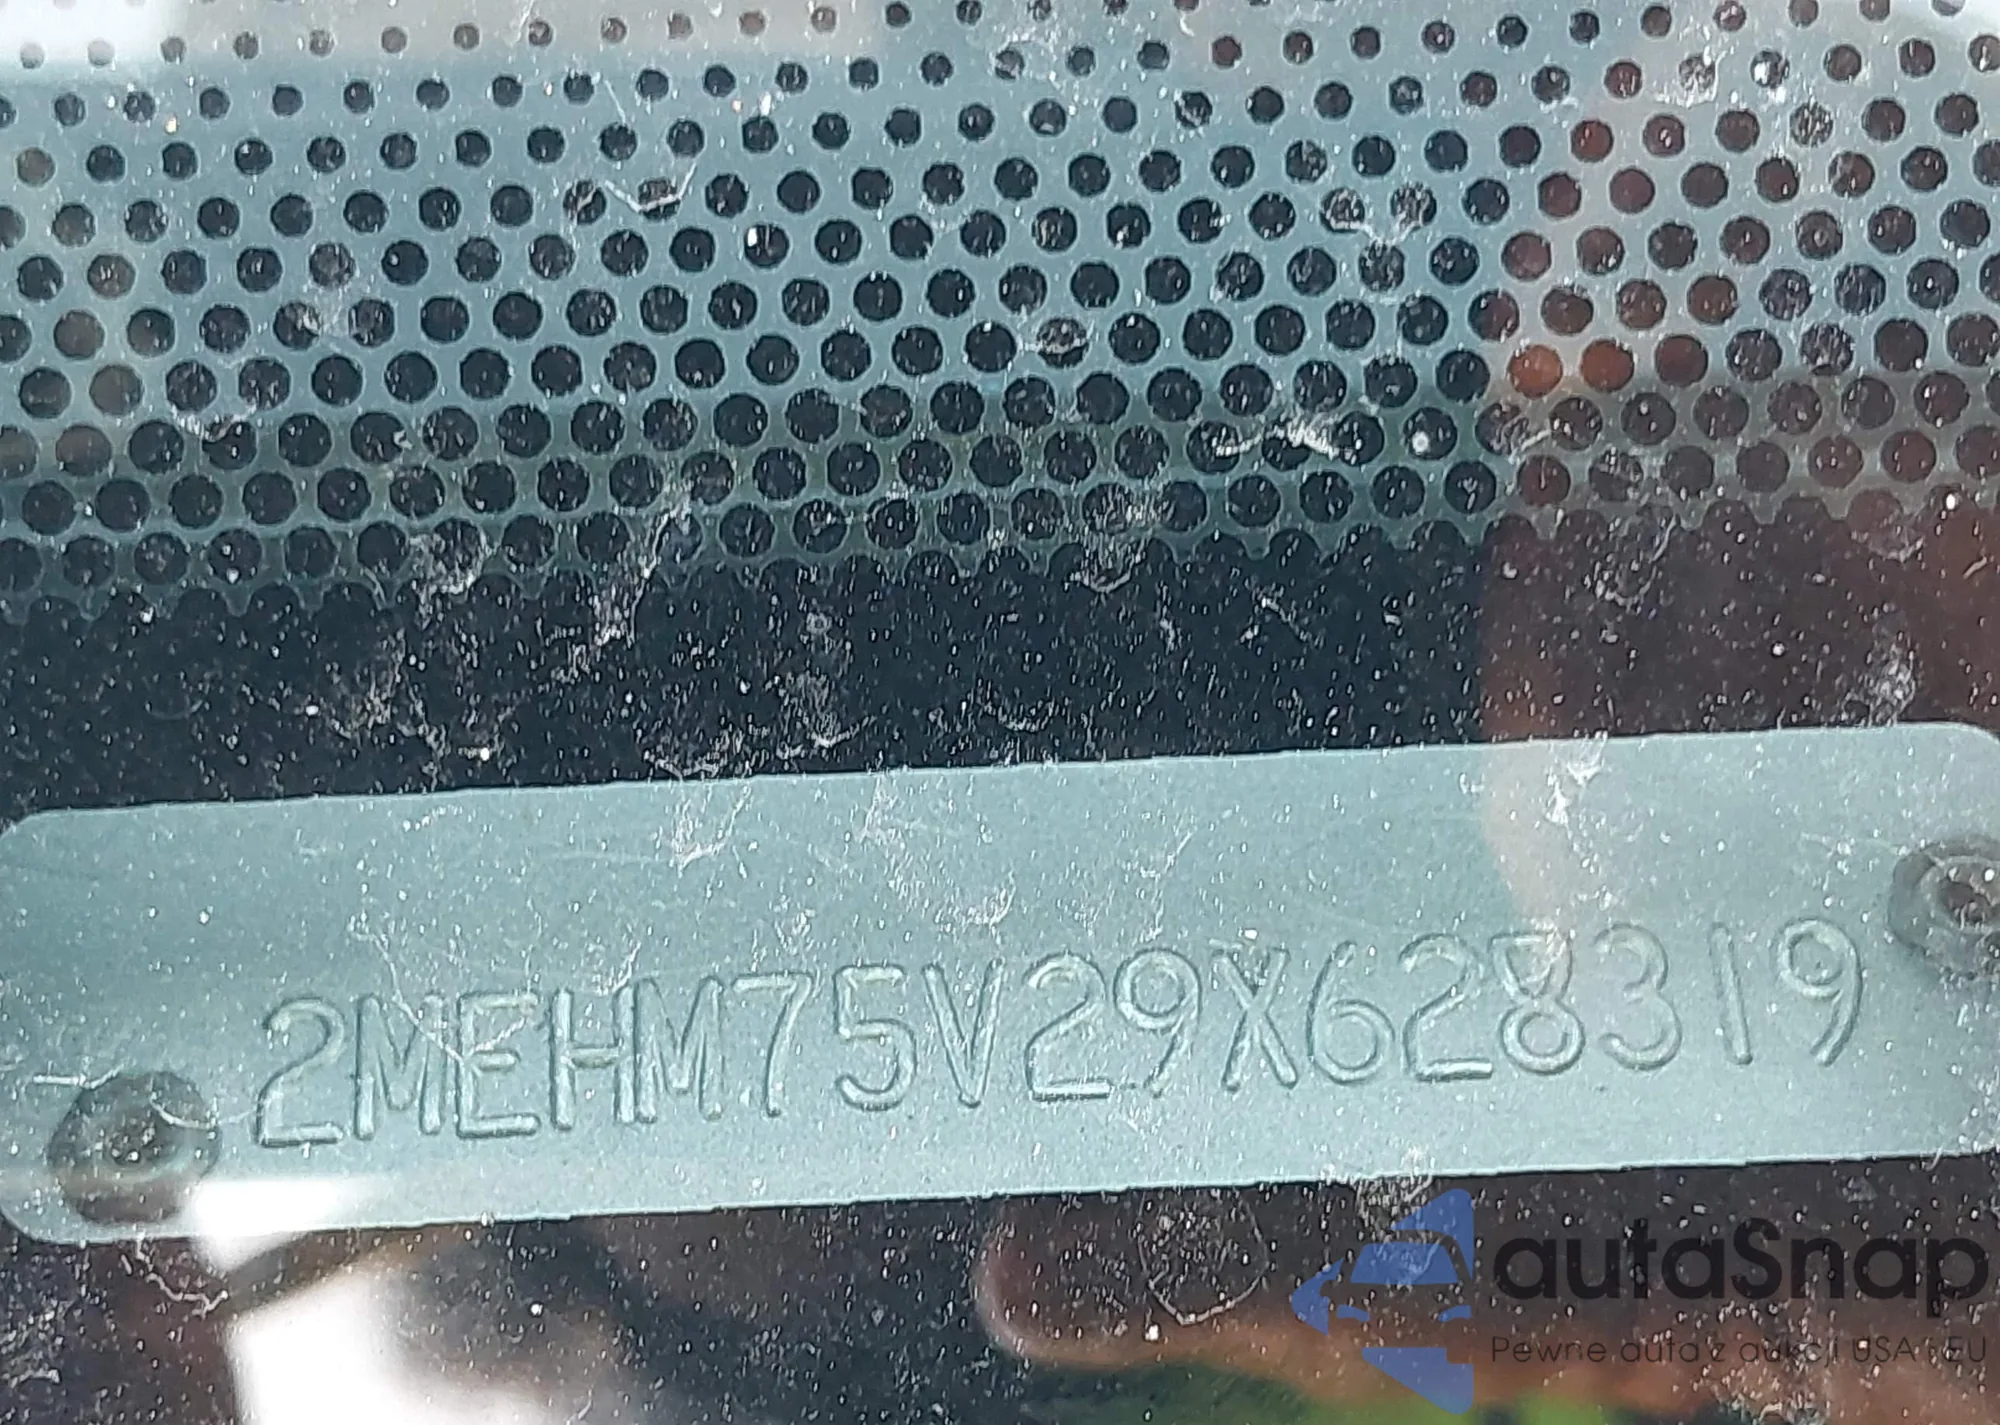 2MEHM75V29X628319
autaSnap
Pewne auta z aukcji USA i EU